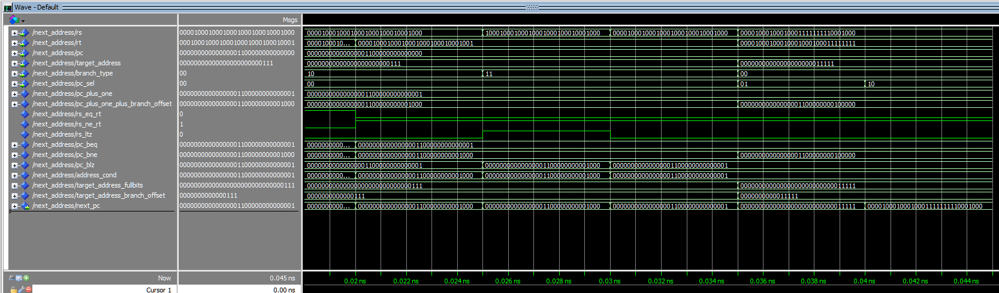 Wave - Default
Msgs
/next_address/rs 00001000100010001000100010001000 00001000100010001000100010001000 10001000100010001000100010001000 00001000100010001000100010001000 00001000100010001111111110001000
/next_address/rt 00010001000100010001000100010001 0000100010... 00001000100010001000100010001001 00001000100010001000100011111111
/next_address/pc 00000000000000001100000000000000 00000000000000001100000000000000
/next_address/target_address 00000000000000000000000111 00000000000000000000000111 00000000000000000000011111
/next_address/branch_type 00 10 11 00
/next_address/pc_sel 00 00 01 10
/next_address/pc_plus_one 00000000000000001100000000000001 00000000000000001100000000000001
/next_address/pc_plus_one_plus_branch_offset 00000000000000001100000000001000 00000000000000001100000000001000 00000000000000001100000000100000
/next_address/rs_eq_rt 0
/next_address/rs_ne_rt 1
/next_address/rs_ltz 0
/next_address/pc_beq 00000000000000001100000000000001 0000000000... 00000000000000001100000000000001
/next_address/pc_bne 00000000000000001100000000001000 0000000000... 00000000000000001100000000001000 00000000000000001100000000100000
/next_address/pc_blz 00000000000000001100000000000001 00000000000000001100000000000001 00000000000000001100000000001000 00000000000000001100000000000001
/next_address/address_cond 00000000000000001100000000000001 0000000000... 00000000000000001100000000001000 00000000000000001100000000001000 00000000000000001100000000000001
/next_address/target_address_fullbits 00000000000000000000000000000111 00000000000000000000000000000111 00000000000000000000000000011111
/next_address/target_address_branch_offset 0000000000000111 0000000000000111 0000000000011111
/next_address/next_pc 00000000000000001100000000000001 0000000000... 00000000000000001100000000001000 00000000000000001100000000001000 00000000000000001100000000000001 00000000000000000000000000011111 00001000100010001111111110001000
Now 0.045 ns 0.02 ns 0.022 ns 0.024 ns 0.026 ns 0.028 ns 0.03 ns 0.032 ns 0.034 ns 0.036 ns 0.038 ns 0.04 ns 0.042 ns 0.044 ns
Cursor 1 0.00 ns